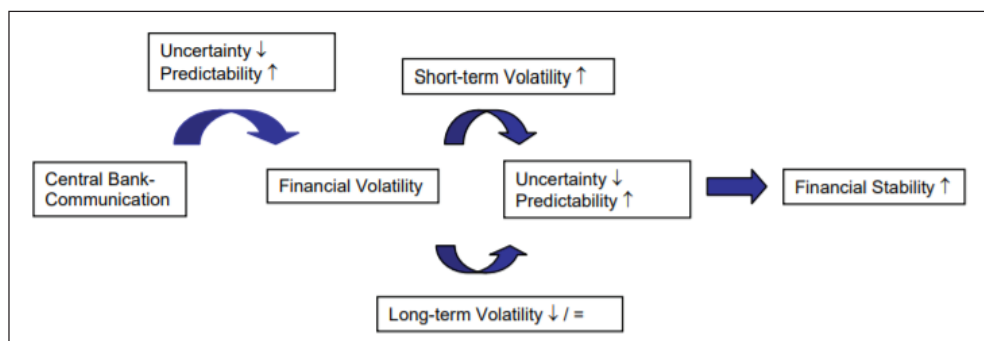 Uncertainty ↓
Predictability ↑
Short-term Volatility ↑
Central Bank-
Communication
Financial Volatility
Uncertainty ↓
Predictability ↑
Financial Stability ↑
Long-term Volatility ↓ / =